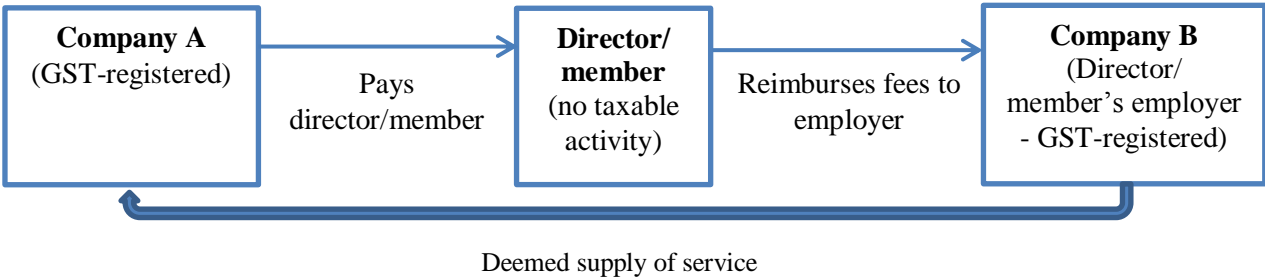 Company A
(GST-registered)
Pays
director/member
Director/
member
(no taxable
activity)
Reimburses fees to
employer
Company B
(Director/
member’s employer
- GST-registered)
Deemed supply of service